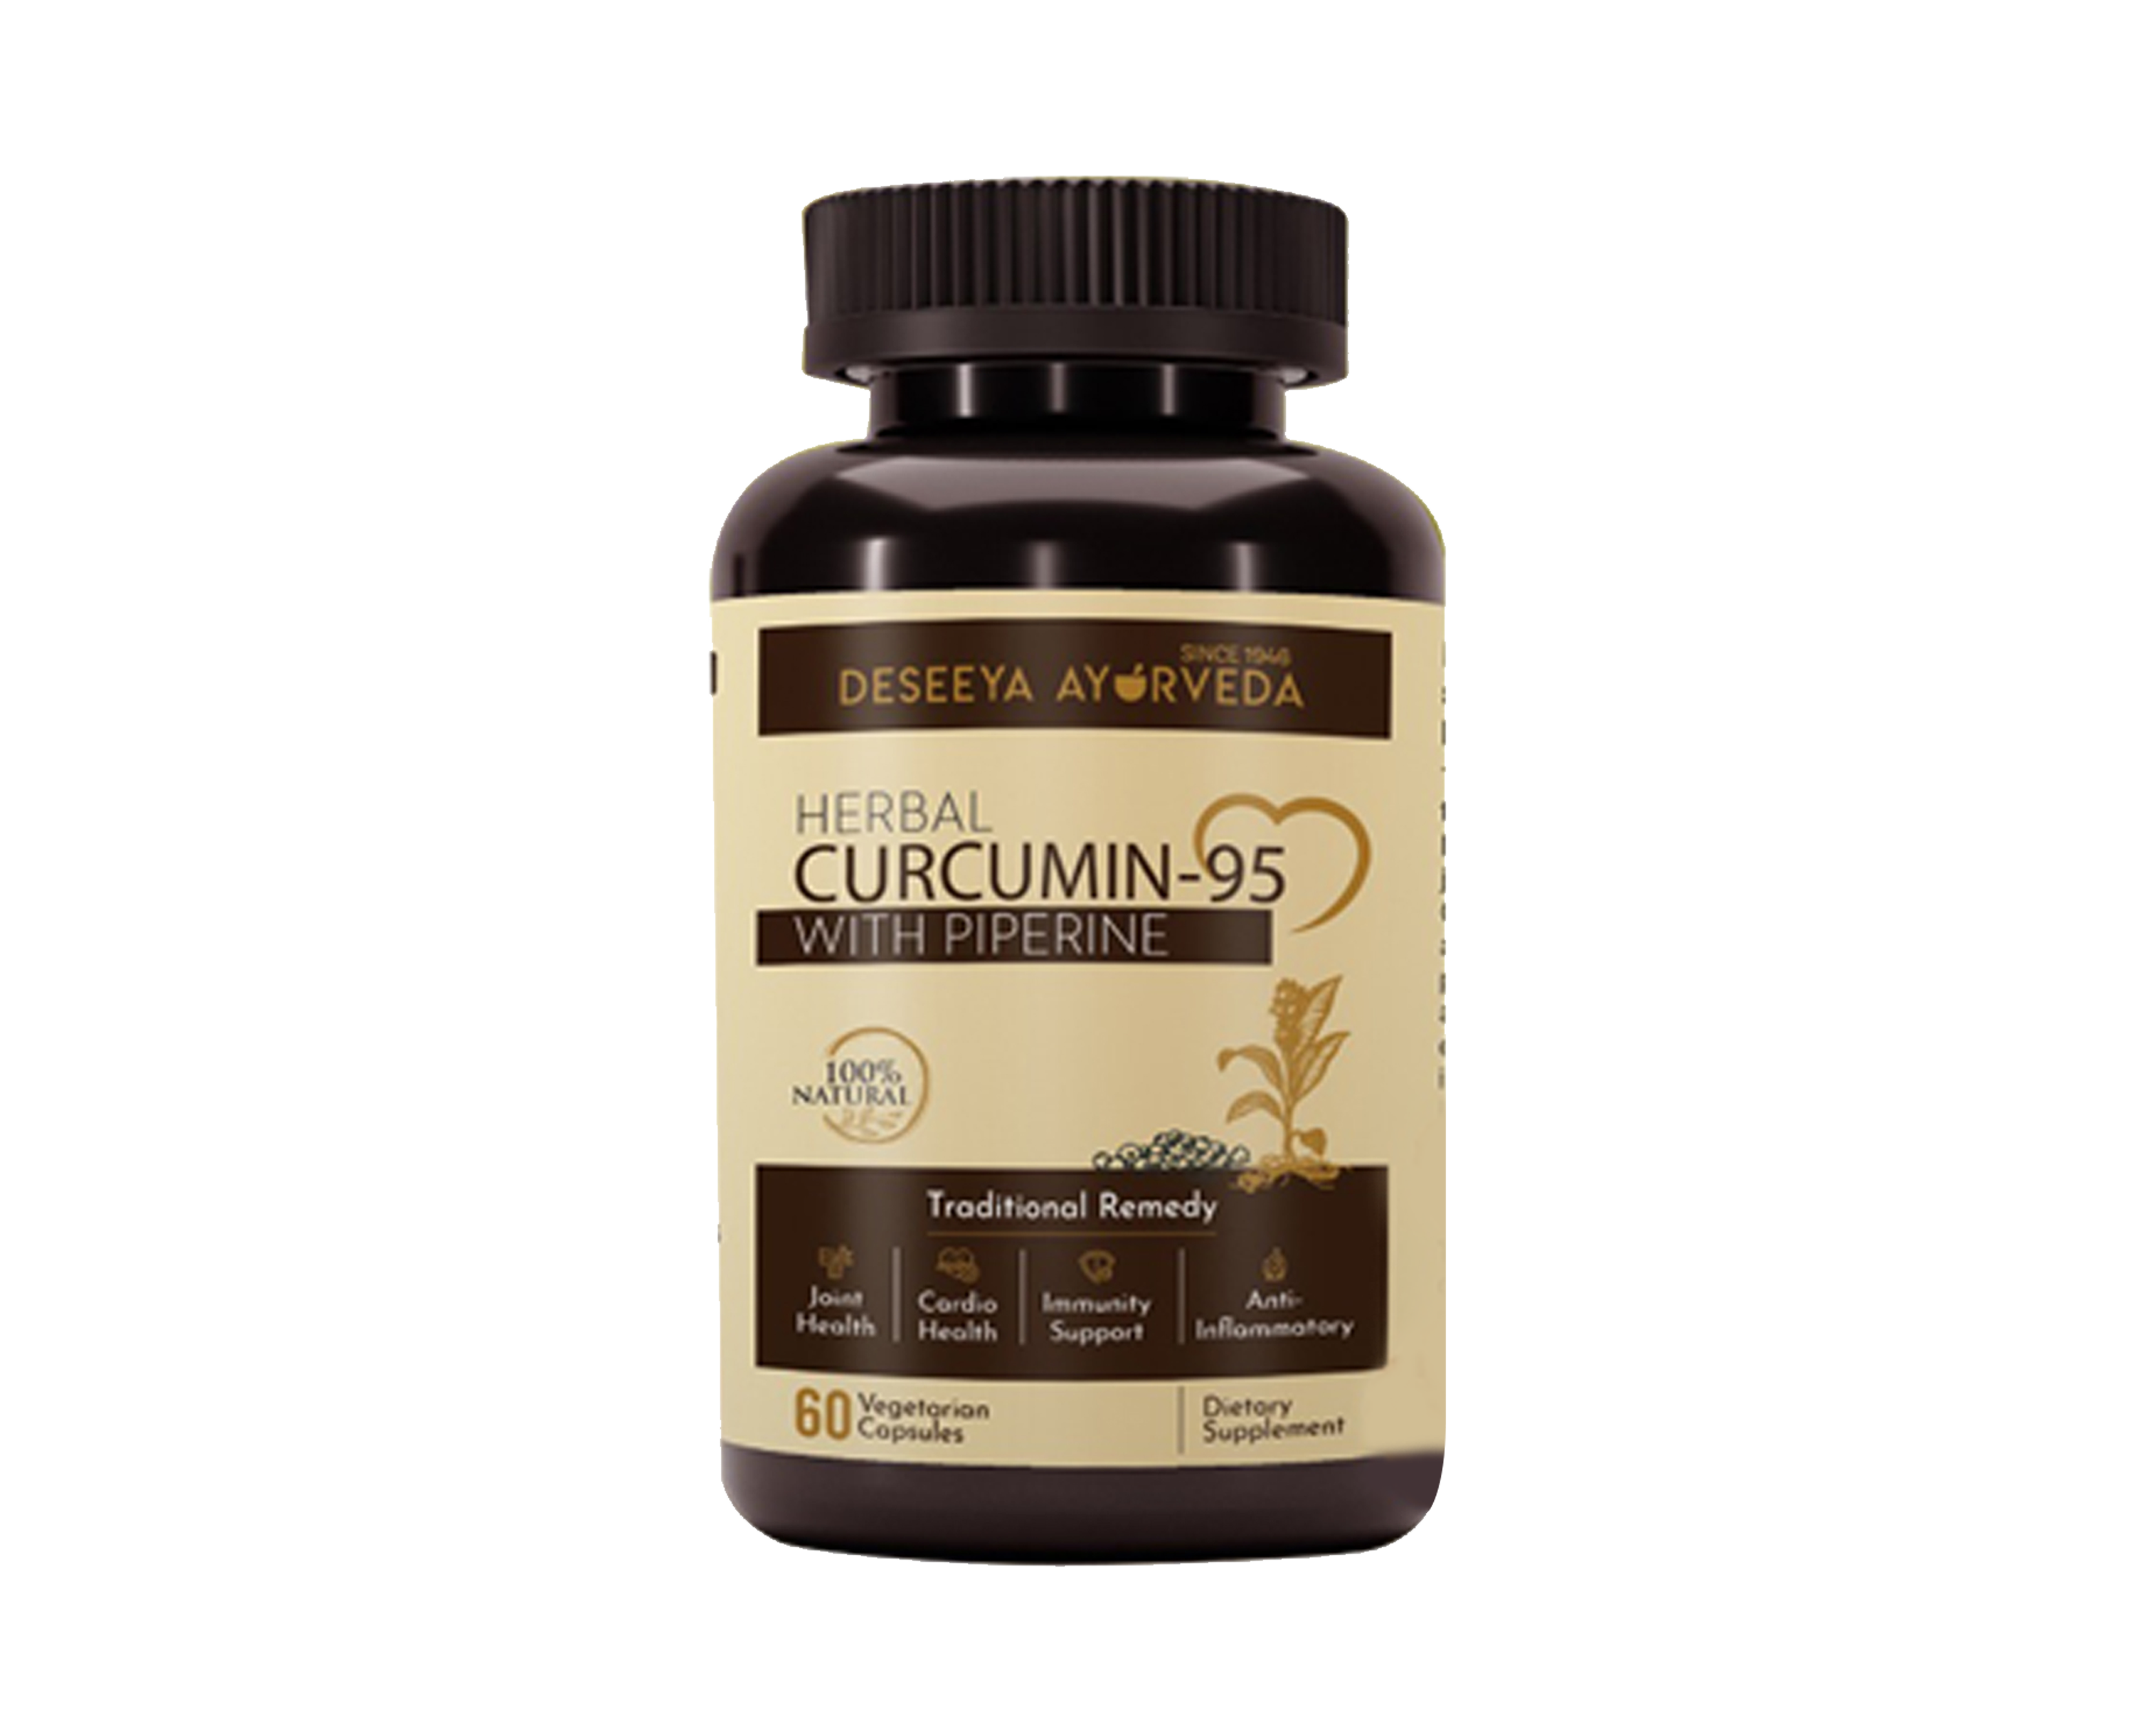 SINCE 1946
DESEEYA AYURVEDA
HERBAL
CURCUMIN-95
WITH PIPERINE
100%
NATURAL
Traditional Remedy
Joint
Health
Cardio
Health
Immunity
Support
Anti-
Inflammatory
60 Vegetarian
Capsules
Dietary
Supplement